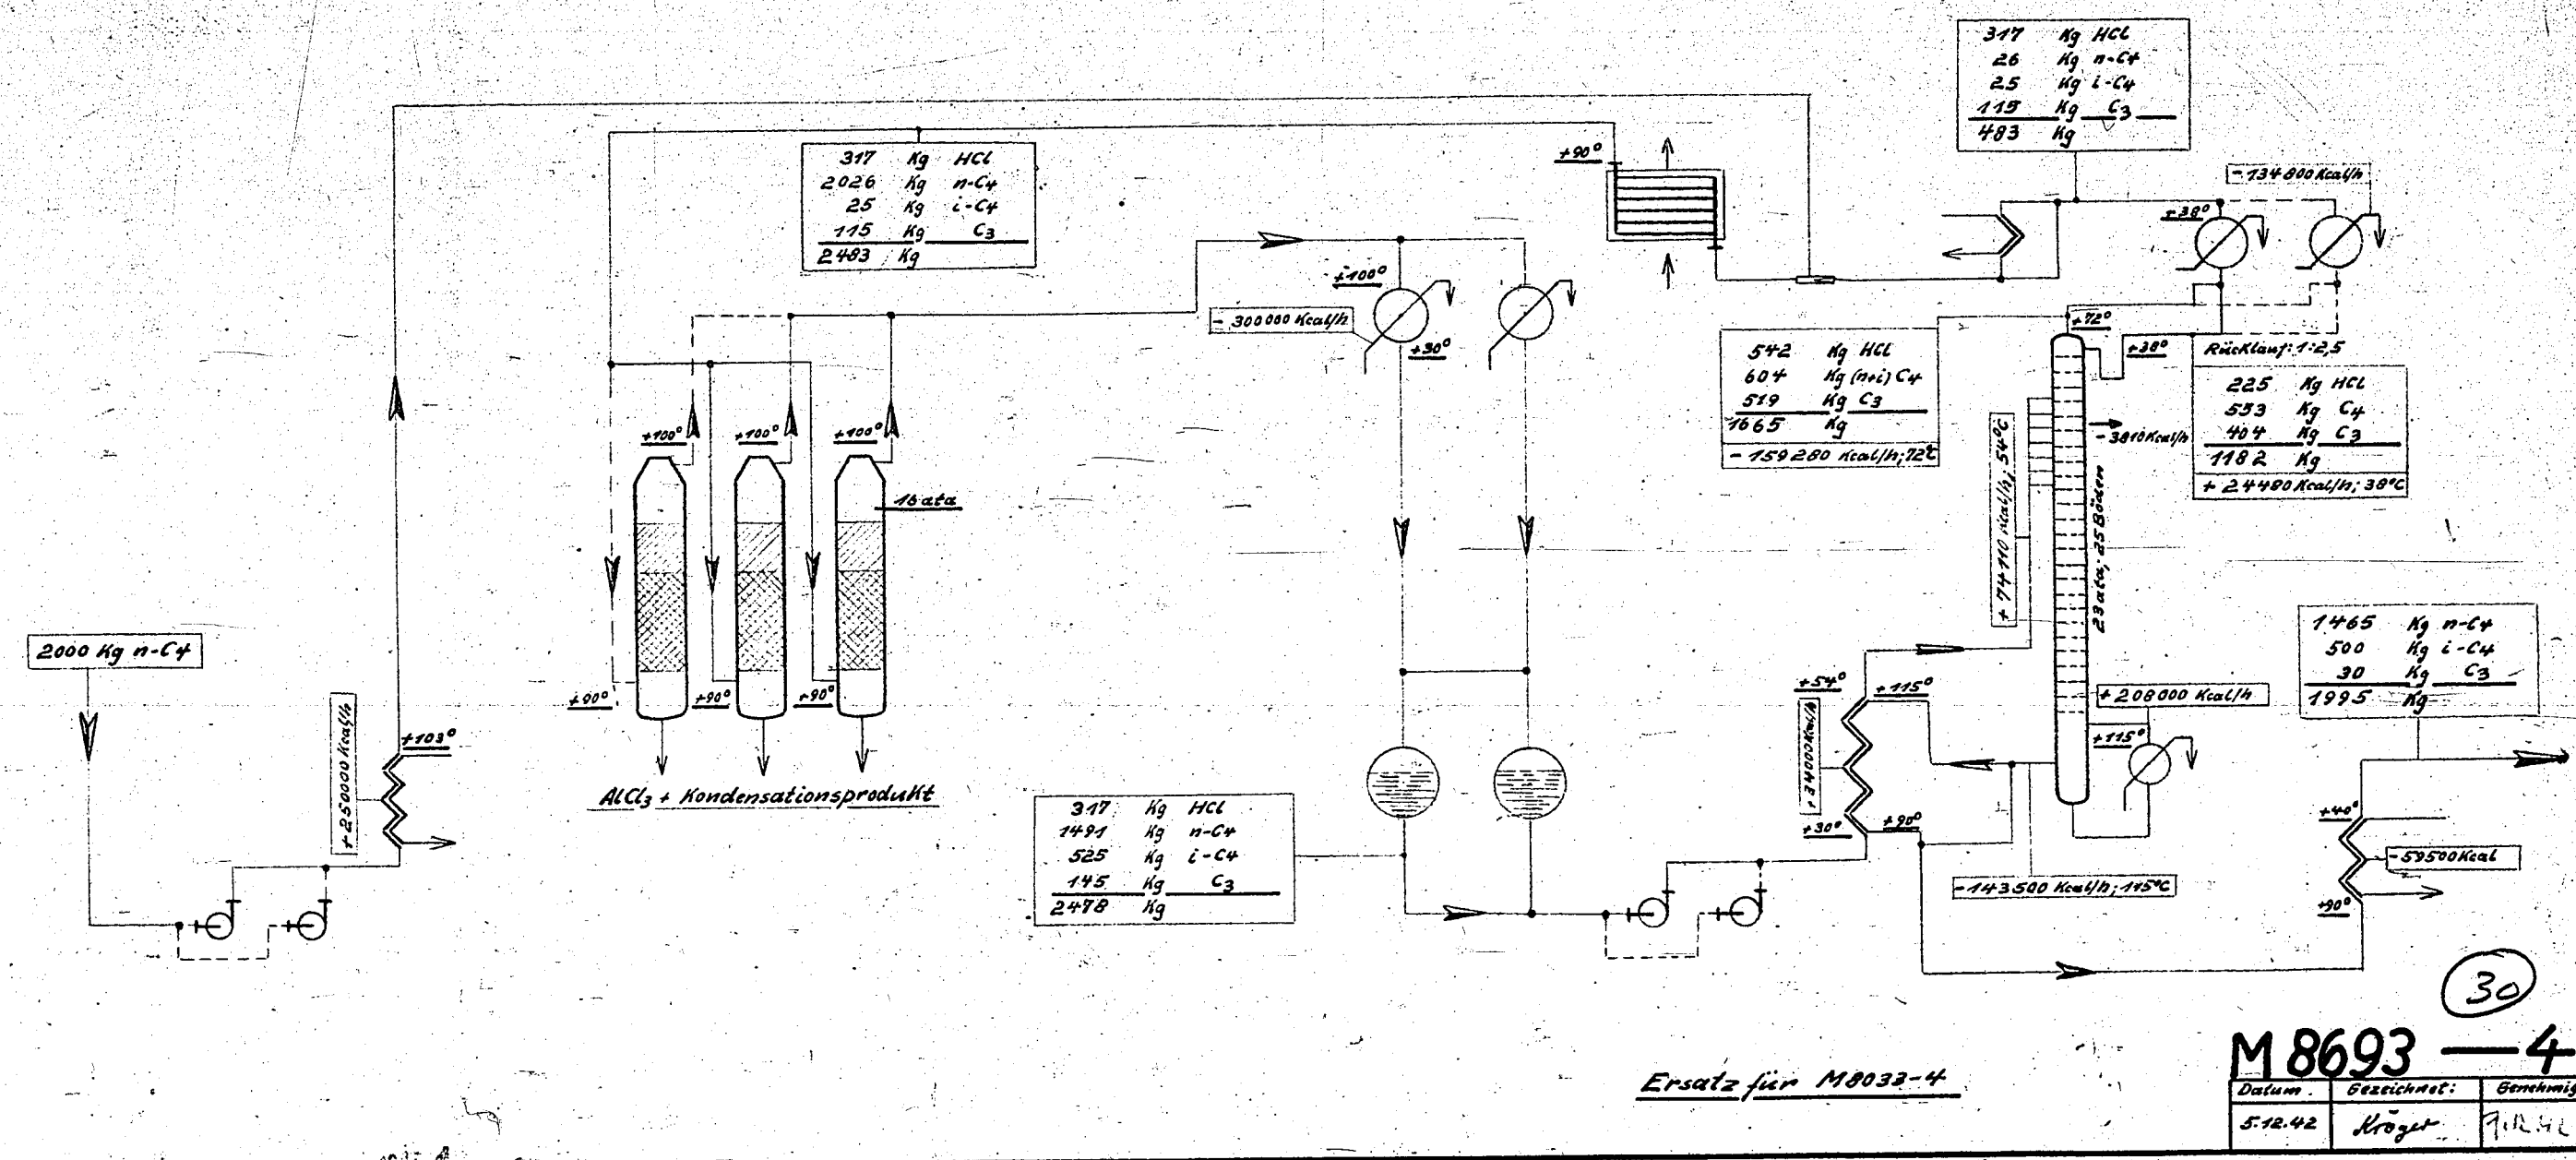 317 Kg HCl
26 Kg n-C4
25 Kg i-C4
115 Kg C3
483 Kg
317 Kg HCl
2026 Kg n-C4
25 Kg i-C4
115 Kg C3
2483 Kg
+90°
-134800 Kcal/h
+38°
+100°
-300000 Kcal/h
+30°
+72°
+38°
542 Kg HCl
604 Kg (n+i) C4
519 Kg C3
1665 Kg
-159280 Kcal/h; 72°C
Rücklauf: 1:2,5
225 Kg HCl
553 Kg C4
404 Kg C3
1182 Kg
+24480 Kcal/h; 38°C
-3810 Kcal/h
+74110 Kcal/h; 54°C
23 ata; 25 Böden
+100°
+100°
+100°
16 ata
2000 Kg n-C4
+90°
+90°
+90°
+250000 Kcal/h
+103°
AlCl3 + Kondensationsprodukt
317 Kg HCl
1491 Kg n-C4
525 Kg i-C4
145 Kg C3
2478 Kg
+54°
+115°
+30°
+90°
+208000 Kcal/h
+115°
-143500 Kcal/h; 115°C
1465 Kg n-C4
500 Kg i-C4
30 Kg C3
1995 Kg
+40°
-59500 Kcal
+90°
30
Ersatz für M8033-4
M 8693 — 4
Datum. Gezeichnet:
5.12.42 Kröger